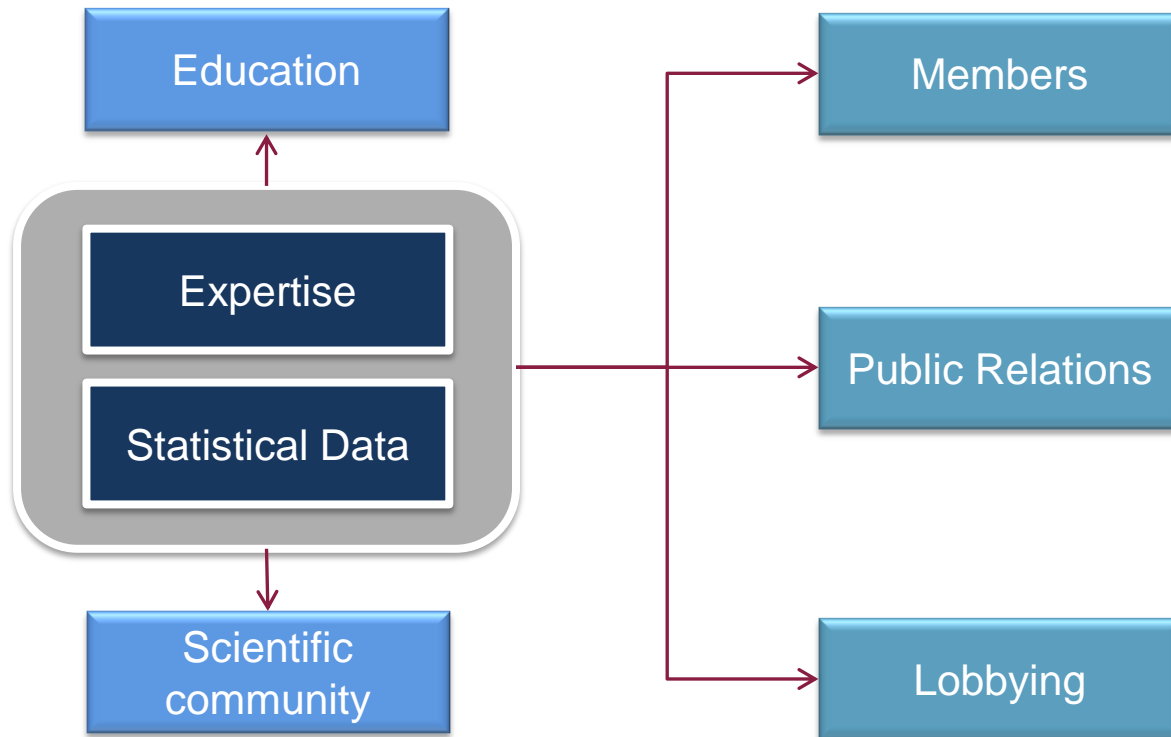 Education
Expertise
Statistical Data
Scientific
community
Members
Public Relations
Lobbying